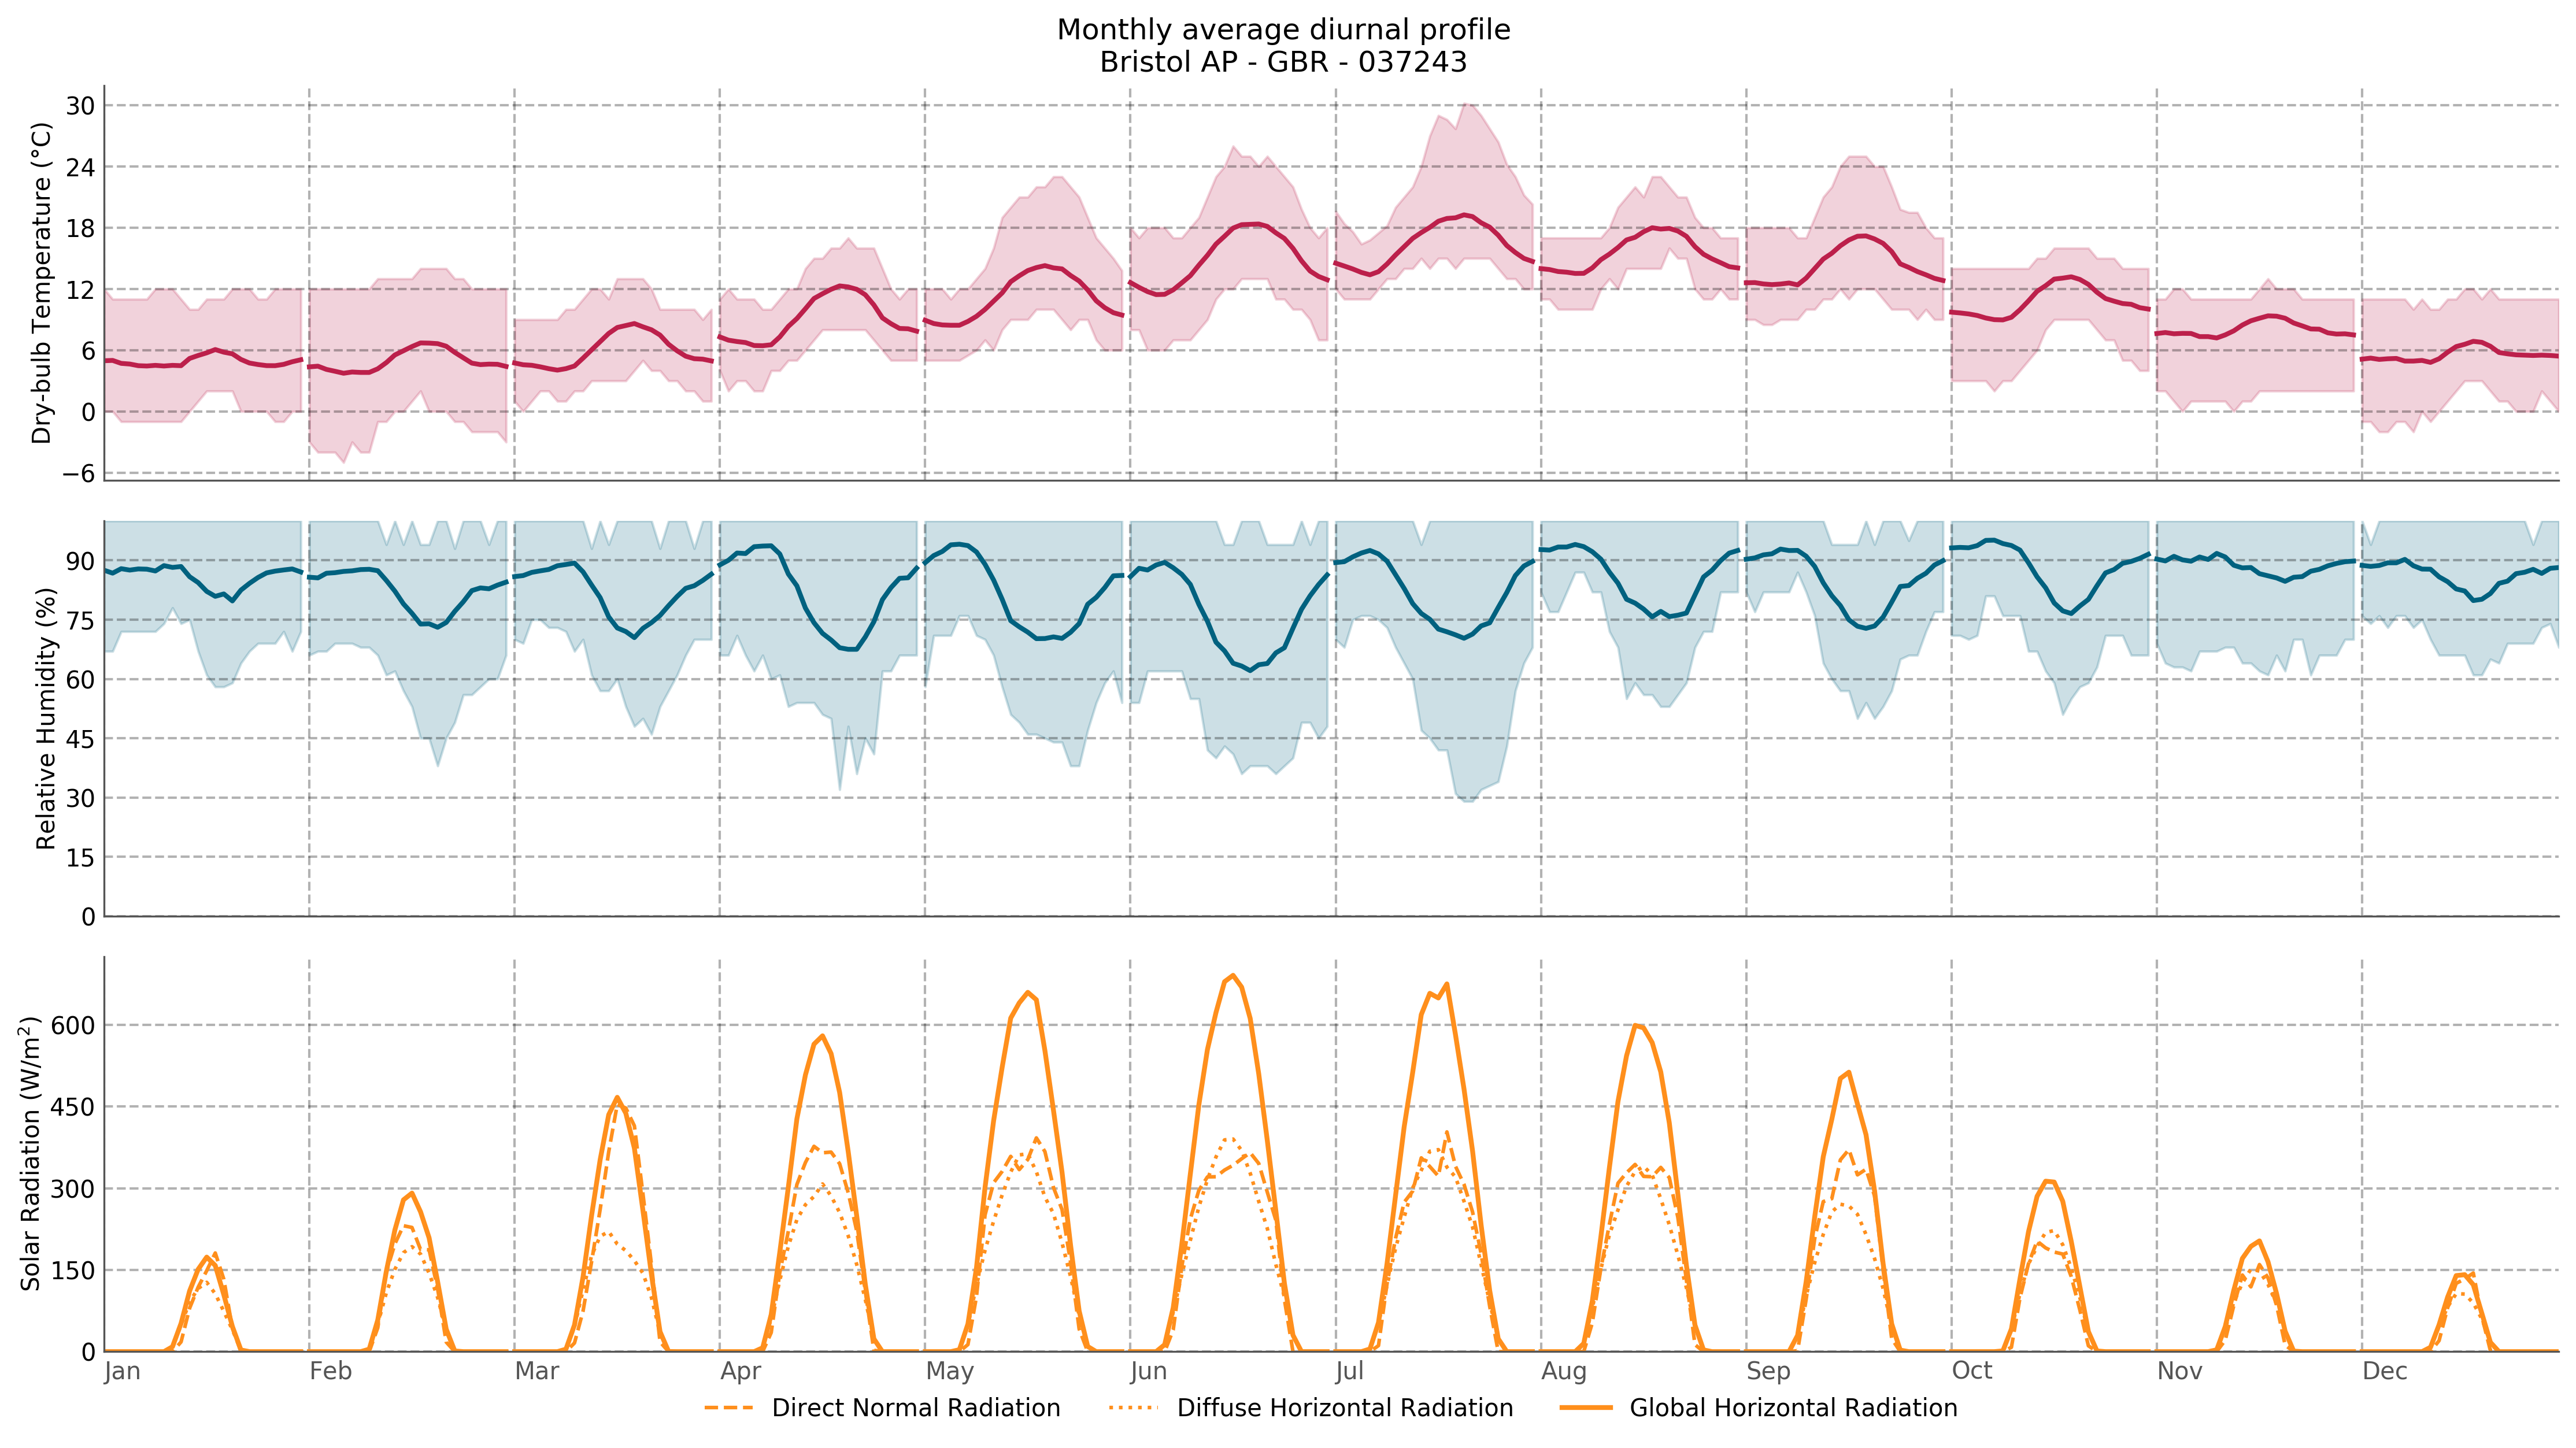 Monthly average diurnal profile
Bristol AP - GBR - 037243
Dry-bulb Temperature (°C)
30
24
18
12
6
0
−6
Relative Humidity (%)
90
75
60
45
30
15
0
Solar Radiation (W/m²)
600
450
300
150
0
Jan Feb Mar Apr May Jun Jul Aug Sep Oct Nov Dec
Direct Normal Radiation Diffuse Horizontal Radiation Global Horizontal Radiation